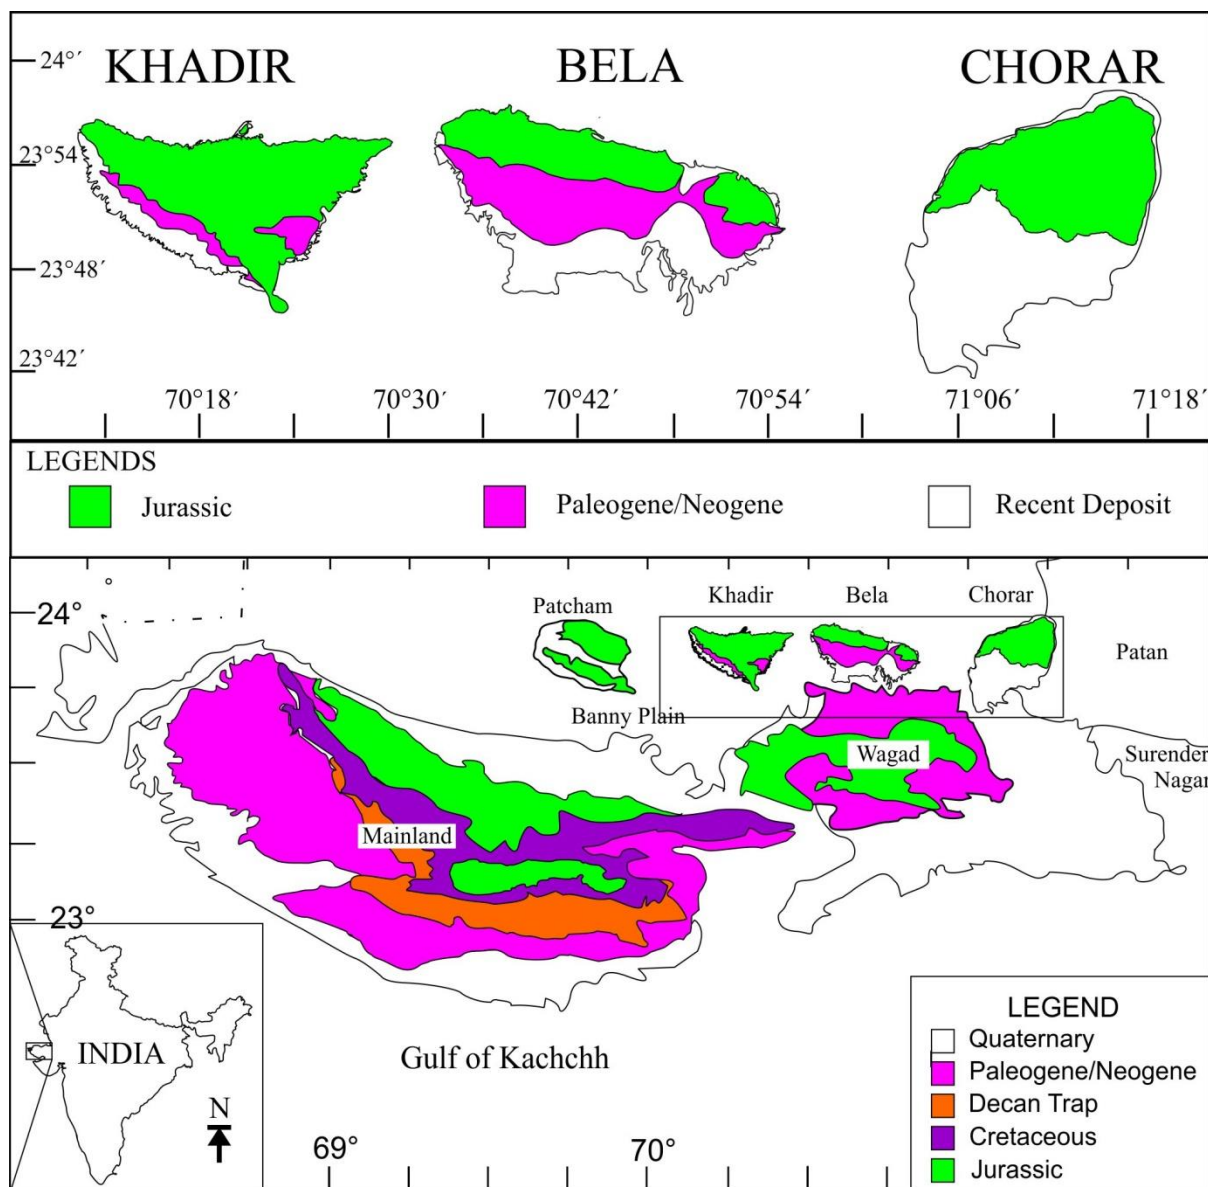 KHADIR
BELA
CHORAR
24°´
23°54´
23°48´
23°42´
70°18´
70°30´
70°42´
70°54´
71°06´
71°18´
LEGENDS
Jurassic
Paleogene/Neogene
Recent Deposit
°
24°
Patcham
Khadir
Bela
Chorar
Patan
Banny Plain
Wagad
Surender
Nagar
Mainland
23°
INDIA
N
Gulf of Kachchh
69°
70°
LEGEND
Quaternary
Paleogene/Neogene
Decan Trap
Cretaceous
Jurassic